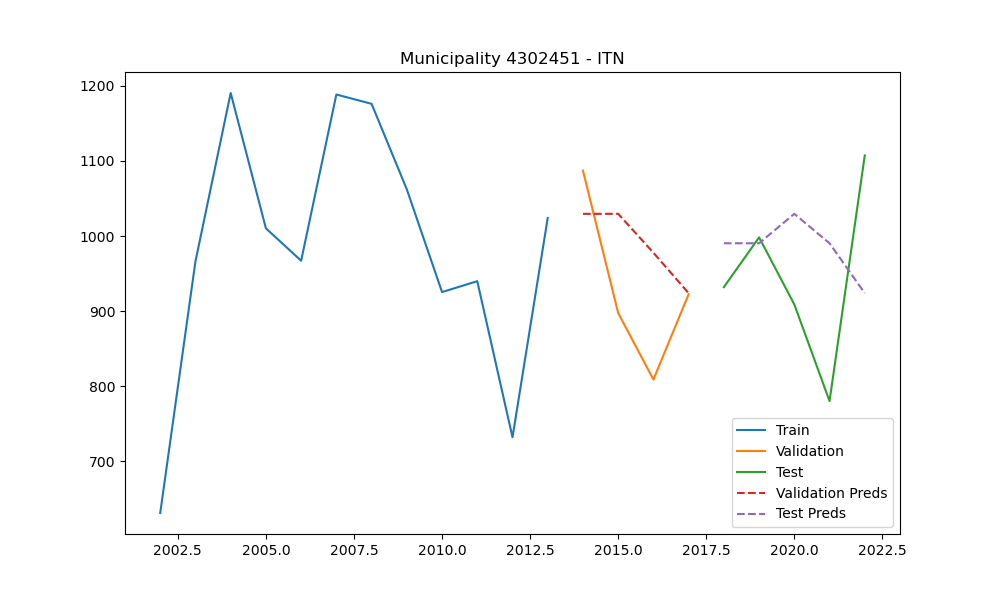 Municipality 4302451 - ITN
1200
1100
1000
900
800
700
2002.5 2005.0 2007.5 2010.0 2012.5 2015.0 2017.5 2020.0 2022.5
Train
Validation
Test
Validation Preds
Test Preds